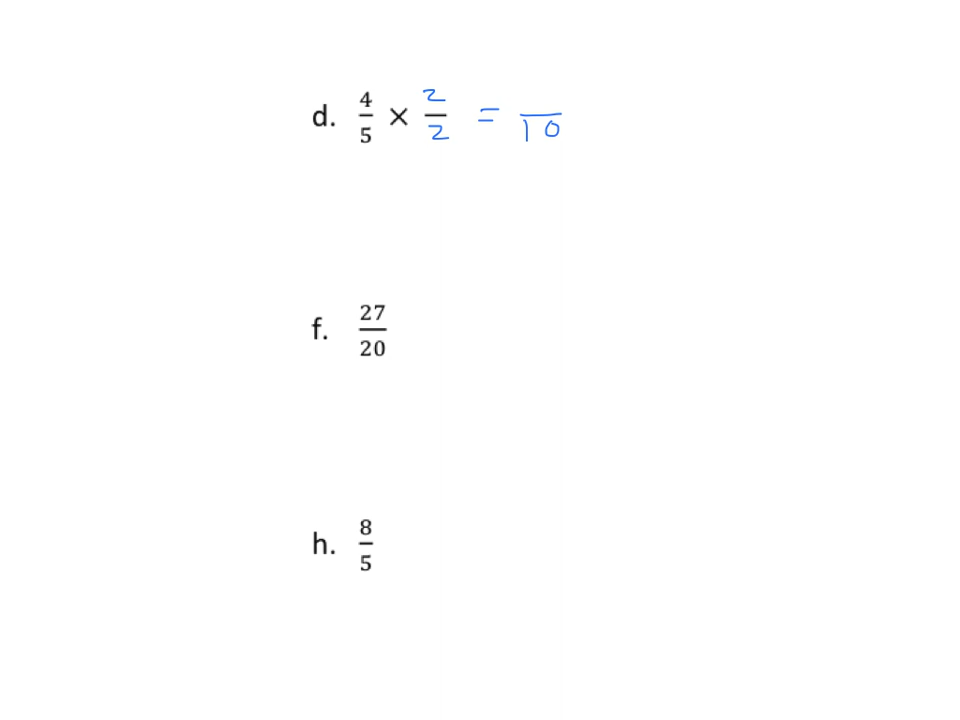 d. 4/5 × 2/2 = /10
f. 27/20
h. 8/5